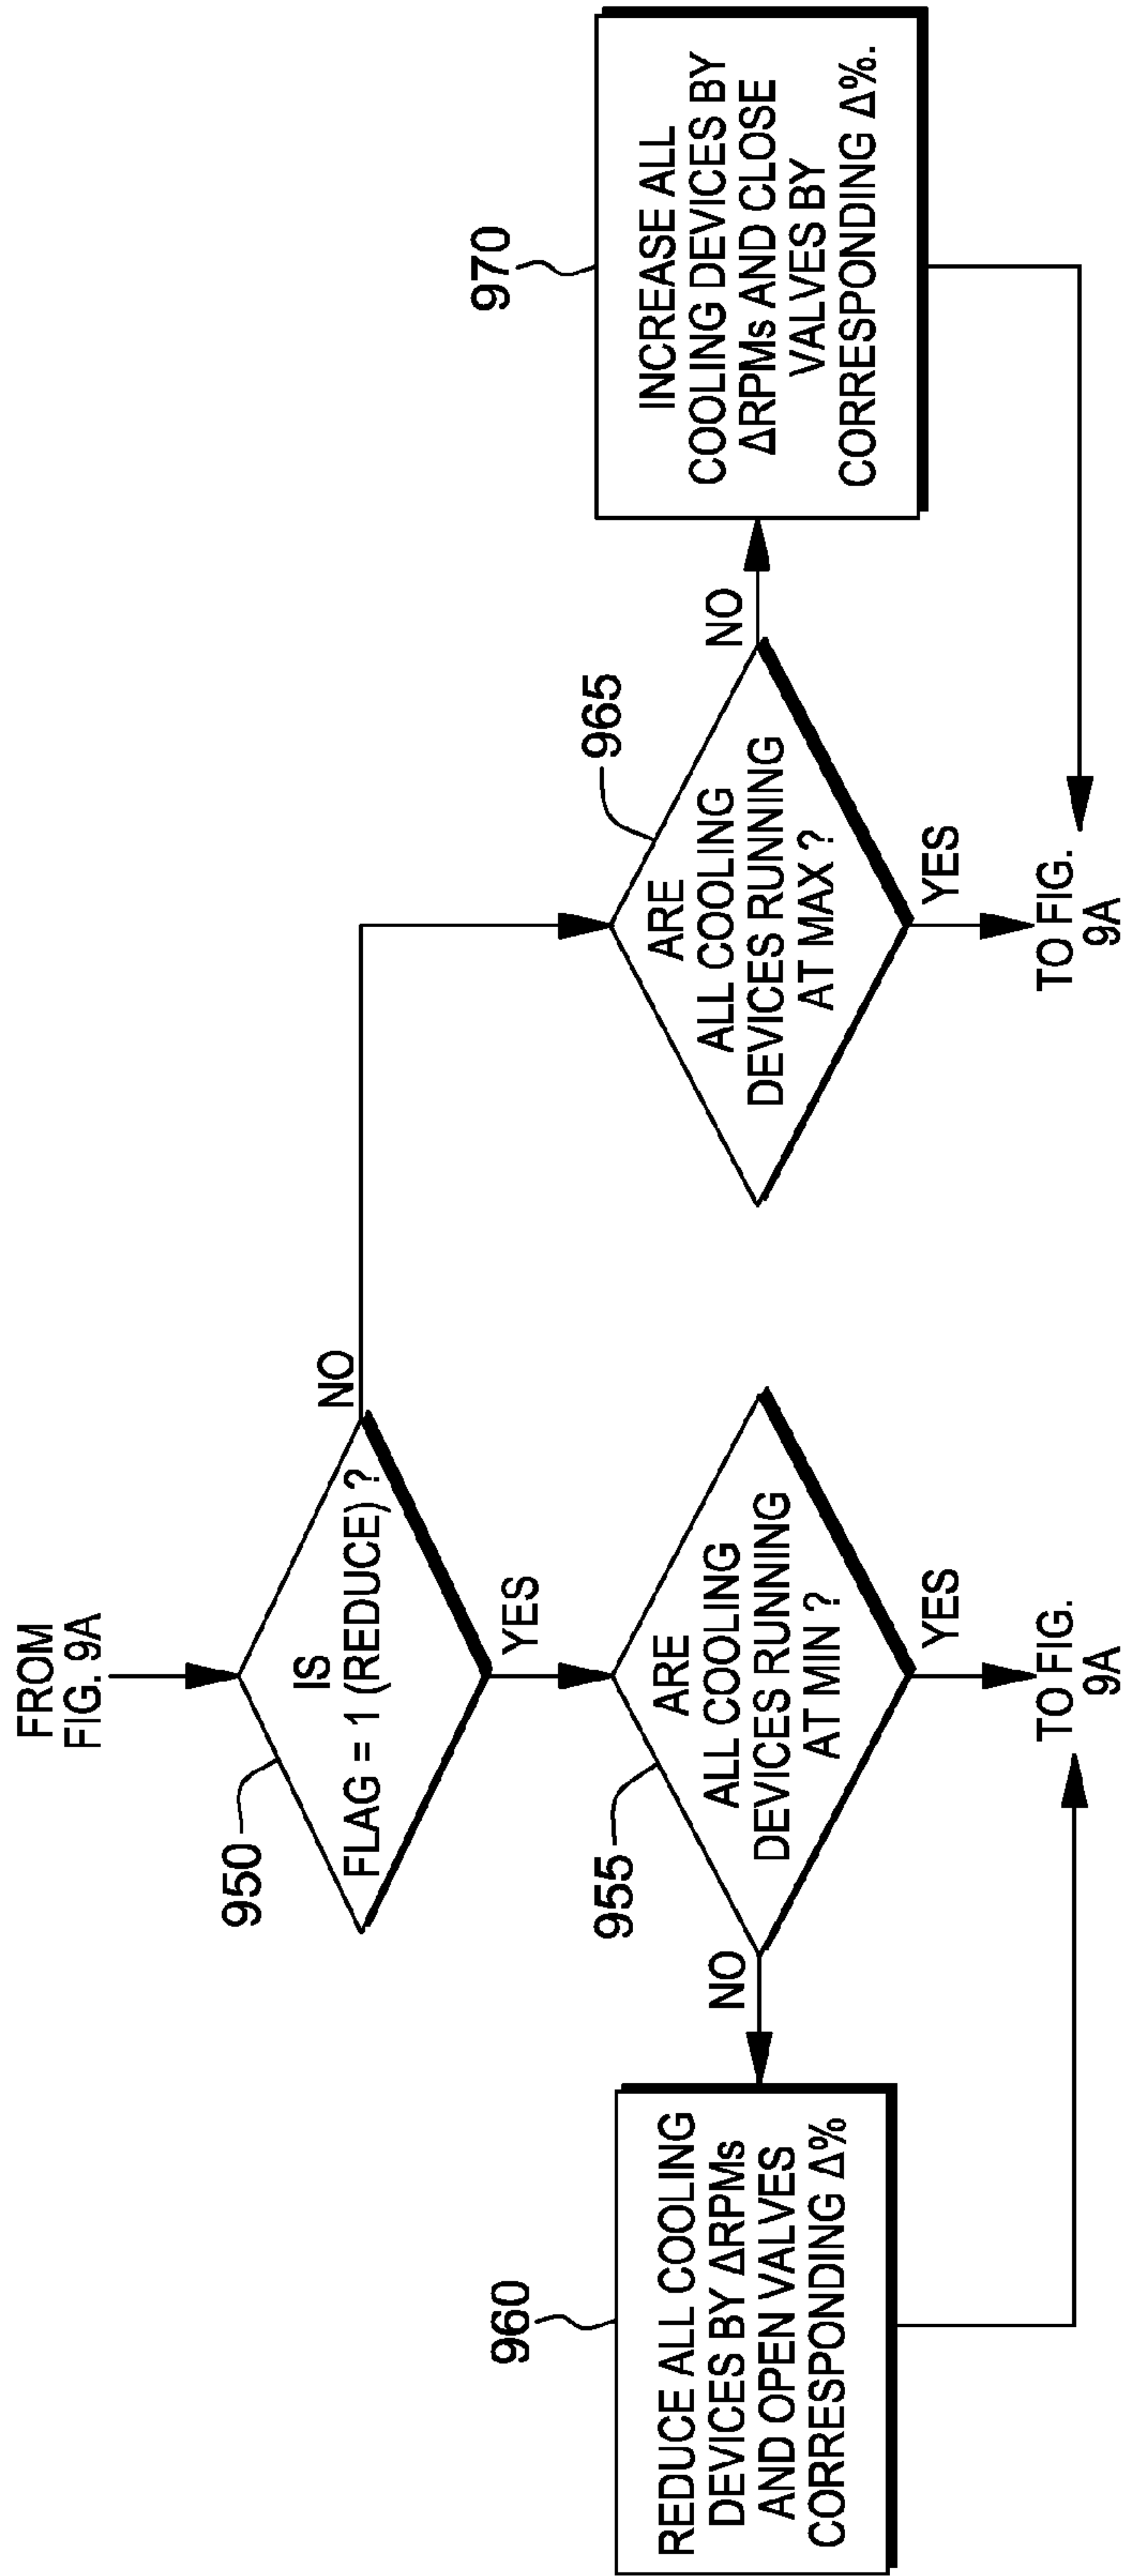 FROM
FIG. 9A
950
IS
FLAG = 1 (REDUCE) ?
NO
YES
955
ARE
ALL COOLING
DEVICES RUNNING
AT MIN ?
NO
YES
TO FIG.
9A
960
REDUCE ALL COOLING
DEVICES BY ΔRPMs
AND OPEN VALVES
CORRESPONDING Δ%
965
ARE
ALL COOLING
DEVICES RUNNING
AT MAX ?
NO
YES
TO FIG.
9A
970
INCREASE ALL
COOLING DEVICES BY
ΔRPMs AND CLOSE
VALVES BY
CORRESPONDING Δ%.